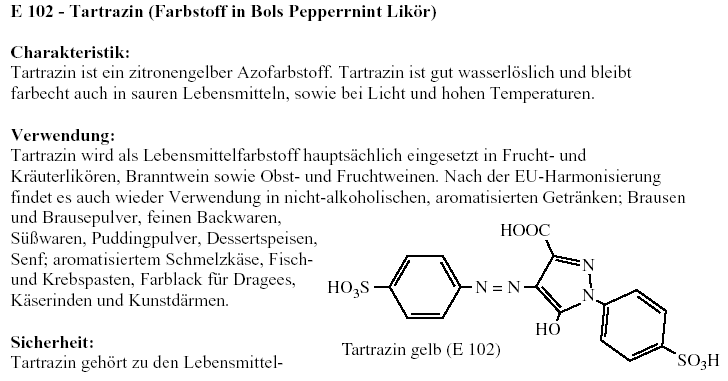 E 102 - Tartrazin (Farbstoff in Bols Pepperrnint Likör)
Charakteristik:
Tartrazin ist ein zitronengelber Azofarbstoff. Tartrazin ist gut wasserlöslich und bleibt
farbecht auch in sauren Lebensmitteln, sowie bei Licht und hohen Temperaturen.
Verwendung:
Tartrazin wird als Lebensmittelfarbstoff hauptsächlich eingesetzt in Frucht- und
Kräuterlikören, Branntwein sowie Obst- und Fruchtweinen. Nach der EU-Harmonisierung
findet es auch wieder Verwendung in nicht-alkoholischen, aromatisierten Getränken; Brausen
und Brausepulver, feinen Backwaren,
Süßwaren, Puddingpulver, Dessertspeisen,
Senf; aromatisiertem Schmelzkäse, Fisch-
und Krebspasten, Farblack für Dragees,
Käserinden und Kunstdärmen.
Sicherheit:
Tartrazin gehört zu den Lebensmittel-
HOOC
N
HO₃S
N = N
N
HO
SO₃H
Tartrazin gelb (E 102)